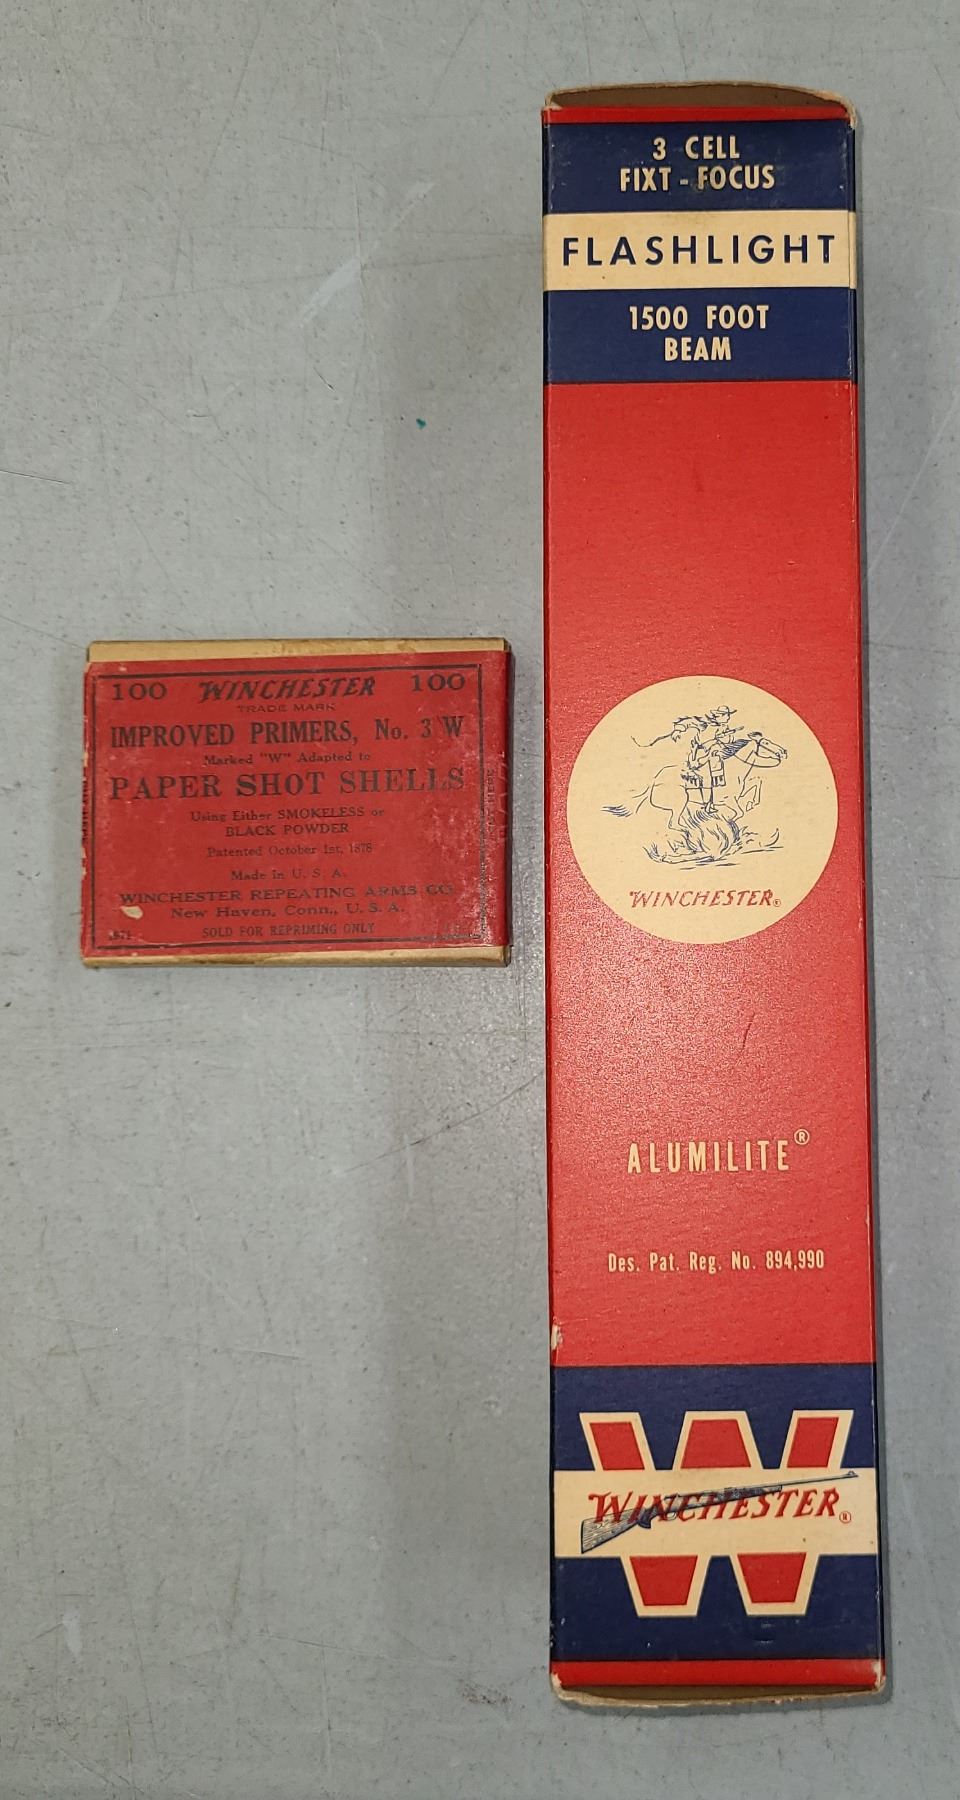 100 WINCHESTER 100
TRADE MARK
IMPROVED PRIMERS, No. 3 W
Marked "W" Adapted to
PAPER SHOT SHELLS
Using Either SMOKELESS or
BLACK POWDER
Patented October 1st, 1878
Made in U. S. A.
WINCHESTER REPEATING ARMS CO.
New Haven, Conn., U. S. A.
SOLD FOR REPRIMING ONLY
3 CELL
FIXT-FOCUS
FLASHLIGHT
1500 FOOT
BEAM
WINCHESTER®
ALUMILITE®
Des. Pat. Reg. No. 894,990
W
WINCHESTER®